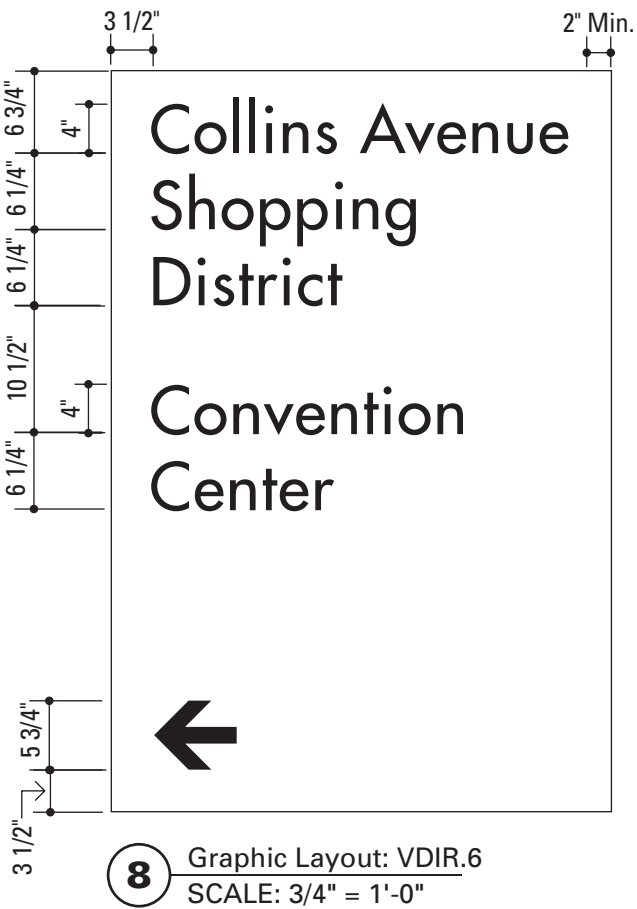 3 1/2"
2" Min.
6 3/4"
4"
6 1/4"
6 1/4"
10 1/2"
4"
6 1/4"
Collins Avenue
Shopping
District
Convention
Center
5 3/4"
3 1/2"
8
Graphic Layout: VDIR.6
SCALE: 3/4" = 1'-0"